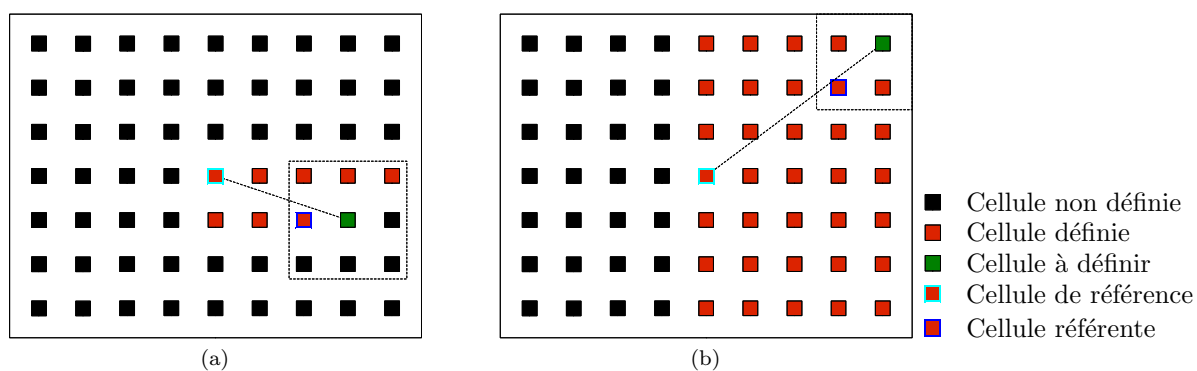 Cellule non définie
Cellule définie
Cellule à définir
Cellule de référence
Cellule référente
(a)
(b)